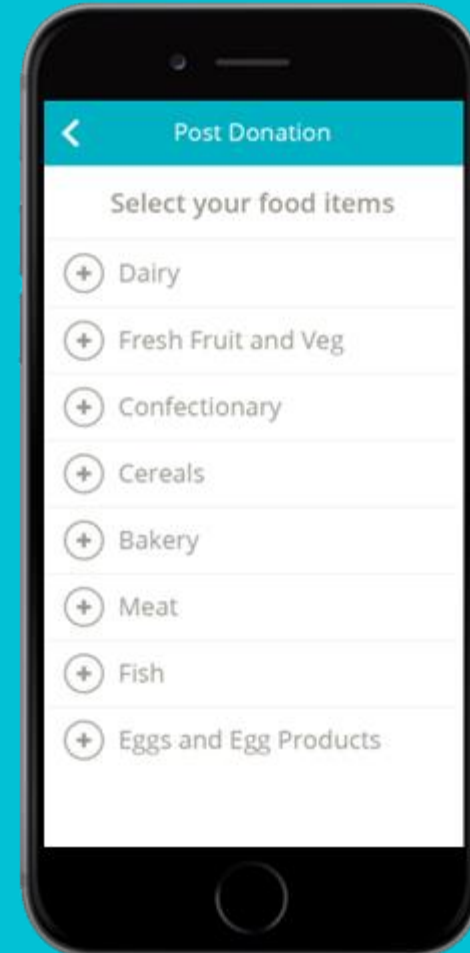 Post Donation
Select your food items
Dairy
Fresh Fruit and Veg
Confectionary
Cereals
Bakery
Meat
Fish
Eggs and Egg Products